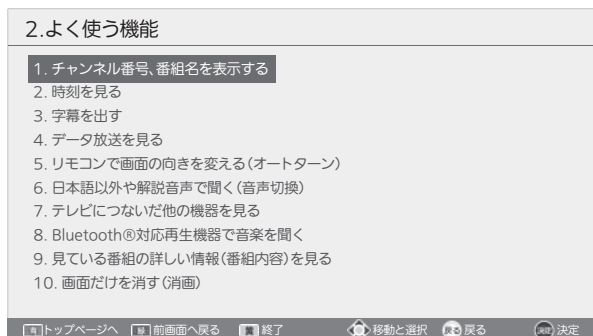 2.よく使う機能
1. チャンネル番号、番組名を表示する
2. 時刻を見る
3. 字幕を出す
4. データ放送を見る
5. リモコンで画面の向きを変える(オートターン)
6. 日本語以外や解説音声で聞く(音声切換)
7. テレビにつないだ他の機器を見る
8. Bluetooth®対応再生機器で音楽を聞く
9. 見ている番組の詳しい情報(番組内容)を見る
10. 画面だけを消す(消画)
青 トップページへ 緑 前画面へ戻る 黄 終了 移動と選択 戻る 戻る 決定 決定